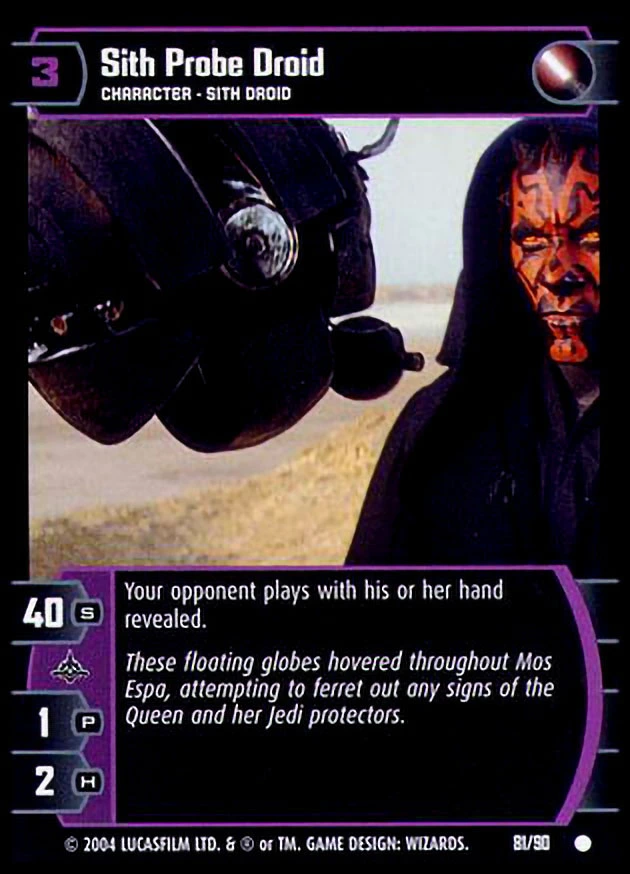 3
Sith Probe Droid
CHARACTER - SITH DROID
Your opponent plays with his or her hand
revealed.
These floating globes hovered throughout Mos
Espa, attempting to ferret out any signs of the
Queen and her Jedi protectors.
40 S
1 P
2 H
© 2004 LUCASFILM LTD. & ® or TM. GAME DESIGN: WIZARDS. 81/90